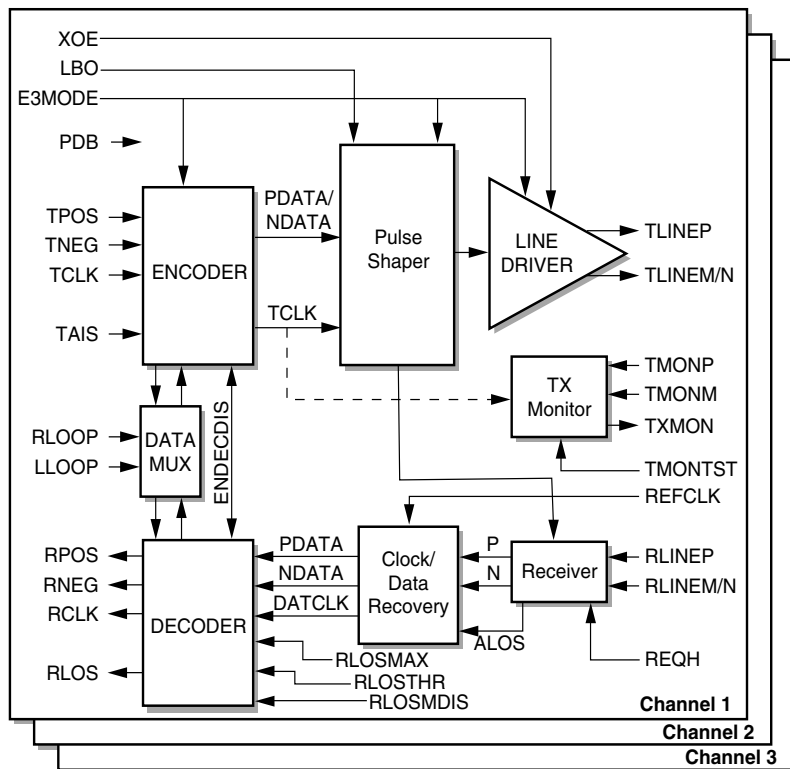 XOE
LBO
E3MODE
PDB
TPOS
TNEG
TCLK
TAIS
ENCODER
PDATA/
NDATA
TCLK
Pulse
Shaper
LINE
DRIVER
TLINEP
TLINEM/N
TX
Monitor
TMONP
TMONM
TXMON
TMONTST
REFCLK
RLOOP
LLOOP
DATA
MUX
ENDECDIS
RPOS
RNEG
RCLK
RLOS
DECODER
PDATA
NDATA
DATCLK
Clock/
Data
Recovery
P
N
ALOS
Receiver
RLINEP
RLINEM/N
REQH
RLOSMAX
RLOSTHR
RLOSMDIS
Channel 1
Channel 2
Channel 3